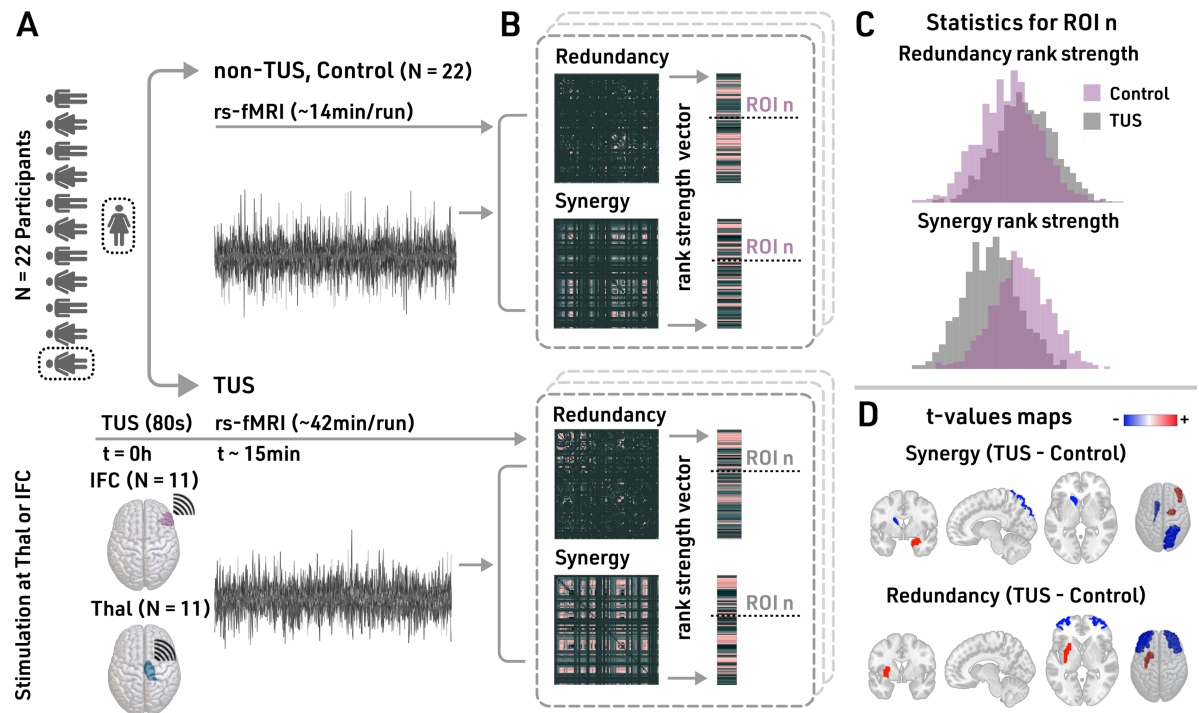 A
N = 22 Participants
non-TUS, Control (N = 22)
rs-fMRI (~14min/run)
TUS
TUS (80s)
rs-fMRI (~42min/run)
t = 0h
t ~ 15min
Stimulation at Thal or IFC
IFC (N = 11)
Thal (N = 11)
B
Redundancy
rank strength vector
ROI n
Synergy
ROI n
Redundancy
rank strength vector
ROI n
Synergy
ROI n
C
Statistics for ROI n
Redundancy rank strength
Control
TUS
Synergy rank strength
D
t-values maps
- +
Synergy (TUS - Control)
Redundancy (TUS - Control)